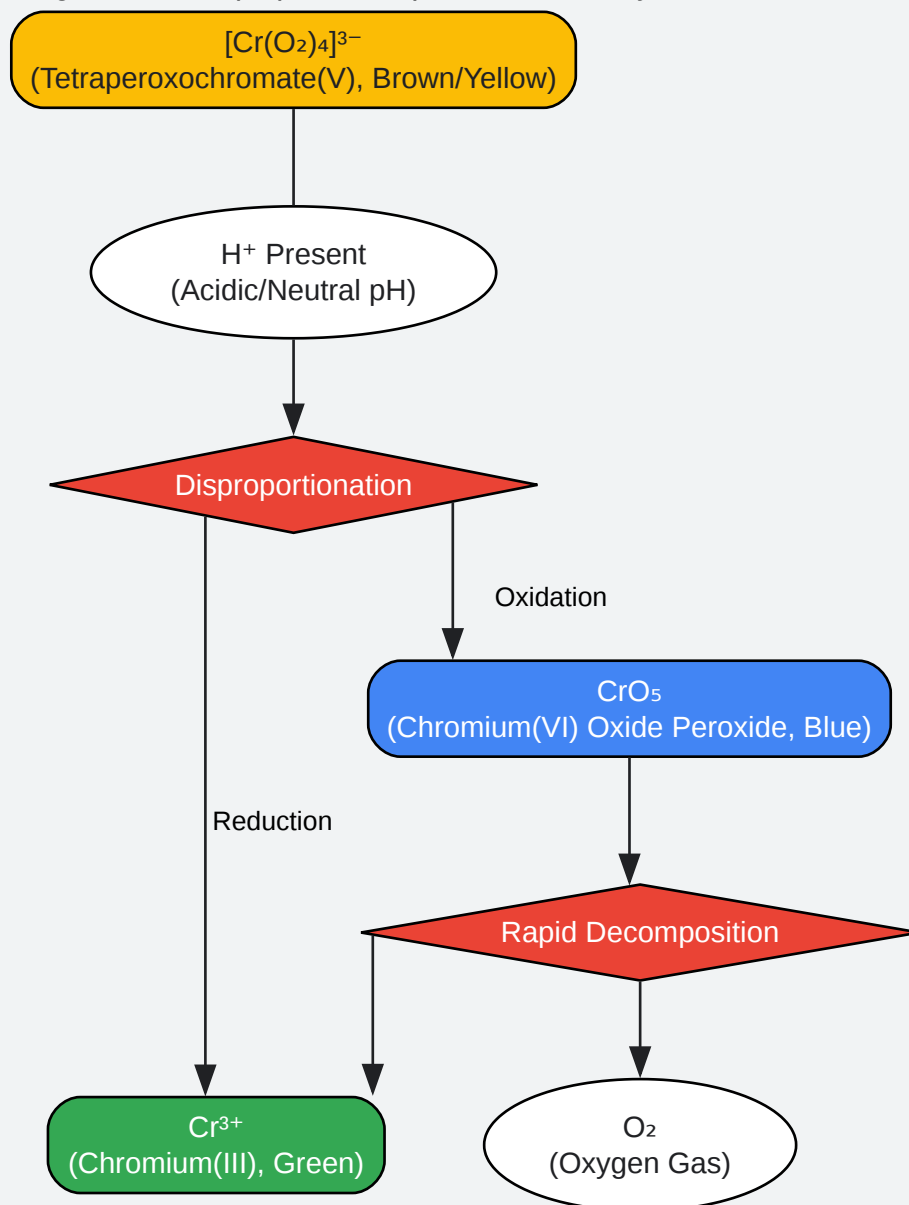 [Cr(O₂)₄]³⁻
(Tetraperoxochromate(V), Brown/Yellow)
H⁺ Present
(Acidic/Neutral pH)
Disproportionation
Oxidation
CrO₅
(Chromium(VI) Oxide Peroxide, Blue)
Reduction
Rapid Decomposition
Cr³⁺
(Chromium(III), Green)
O₂
(Oxygen Gas)